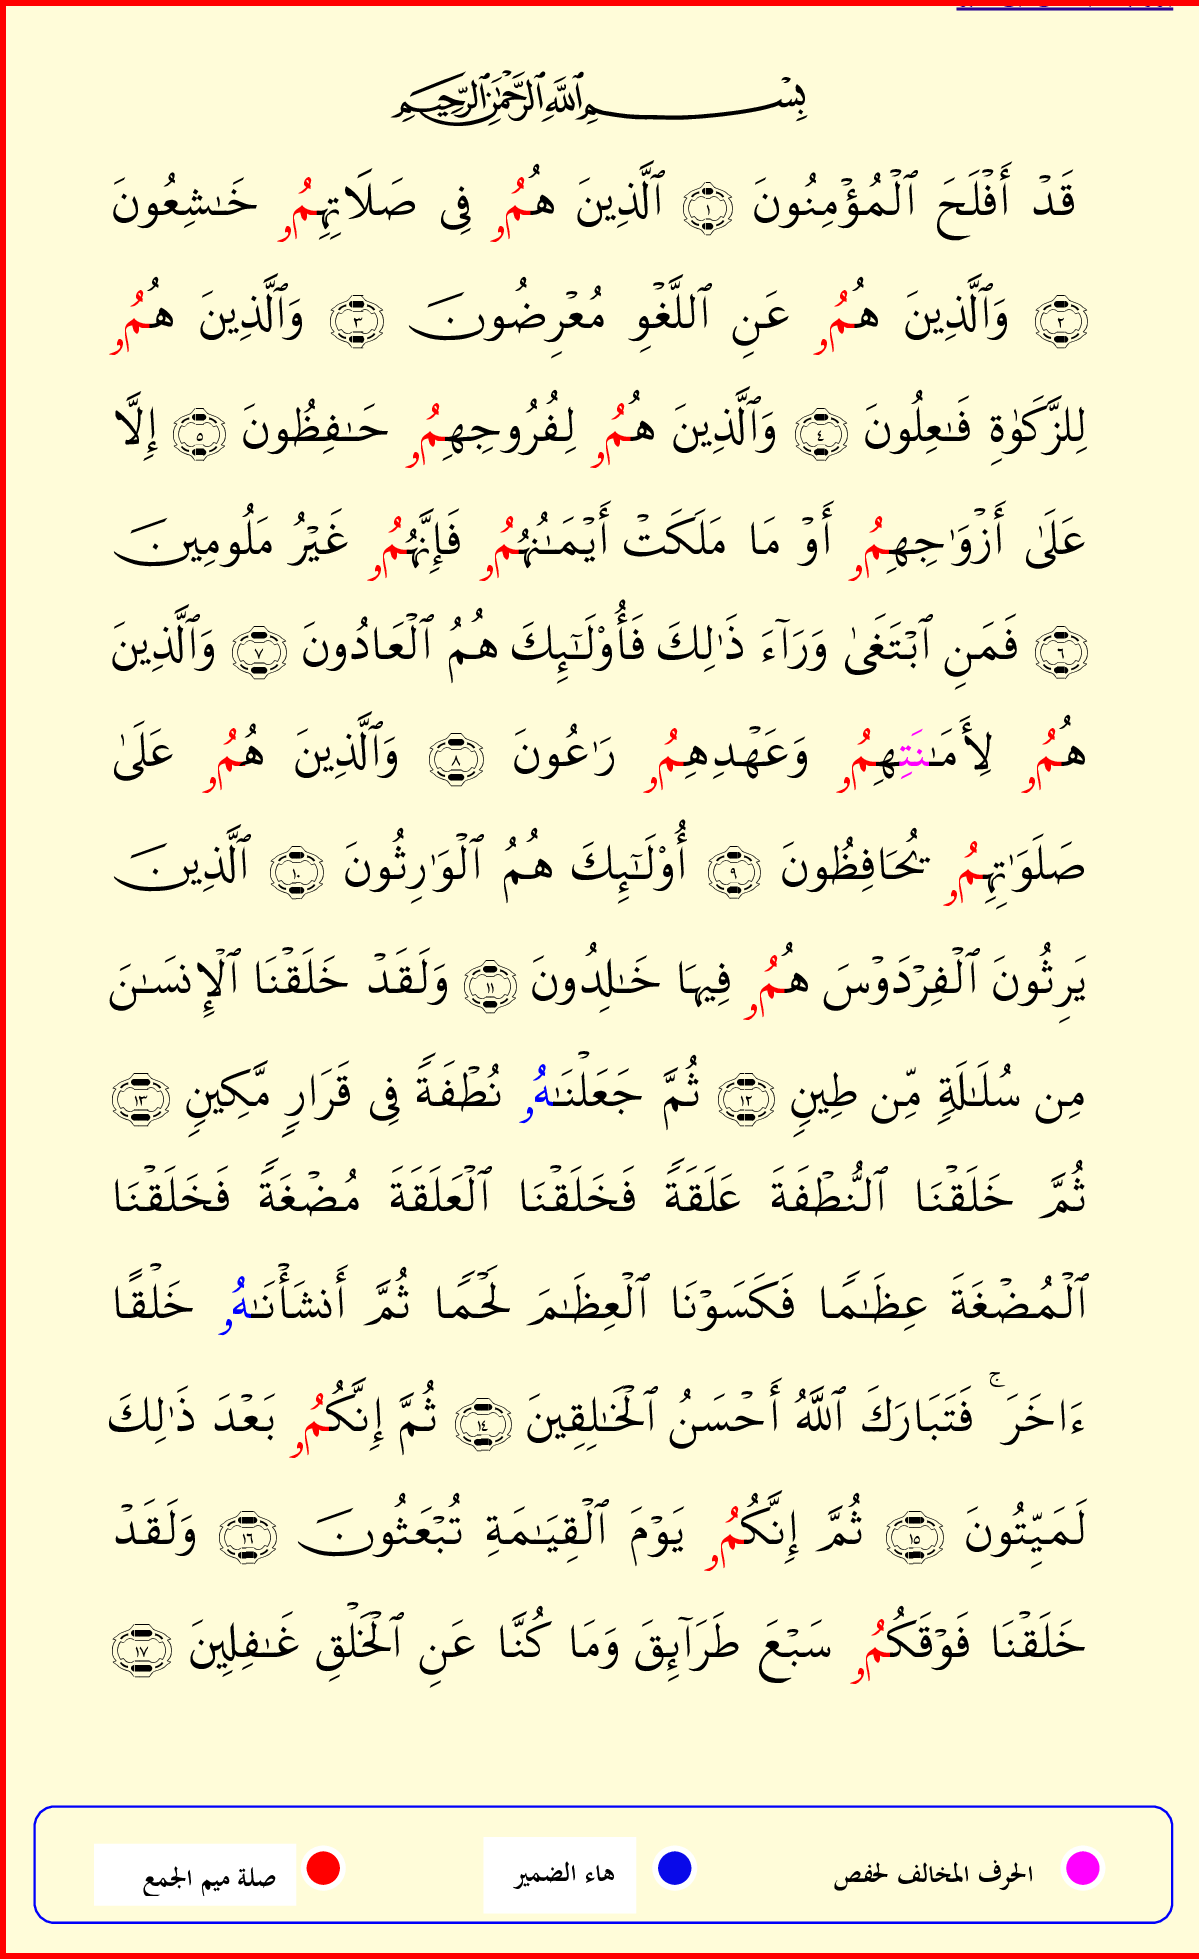 بِسْمِ ٱللَّهِ ٱلرَّحْمَٰنِ ٱلرَّحِيمِ
قَدْ أَفْلَحَ ٱلْمُؤْمِنُونَ ١ ٱلَّذِينَ هُمُۥ فِى صَلَاتِهِمُۥ خَـٰشِعُونَ
٢ وَٱلَّذِينَ هُمُۥ عَنِ ٱللَّغْوِ مُعْرِضُونَ ٣ وَٱلَّذِينَ هُمُۥ
لِلزَّكَوٰةِ فَـٰعِلُونَ ٤ وَٱلَّذِينَ هُمُۥ لِفُرُوجِهِمُۥ حَـٰفِظُونَ ٥ إِلَّا
عَلَىٰ أَزْوَٰجِهِمُۥ أَوْ مَا مَلَكَتْ أَيْمَـٰنُهُمُۥ فَإِنَّهُمُۥ غَيْرُ مَلُومِينَ
٦ فَمَنِ ٱبْتَغَىٰ وَرَآءَ ذَٰلِكَ فَأُوْلَـٰٓئِكَ هُمُ ٱلْعَادُونَ ٧ وَٱلَّذِينَ
هُمُۥ لِأَمَـٰنَتِهِمُۥ وَعَهْدِهِمُۥ رَٰعُونَ ٨ وَٱلَّذِينَ هُمُۥ عَلَىٰ
صَلَوَٰتِهِمُۥ يُحَافِظُونَ ٩ أُوْلَـٰٓئِكَ هُمُ ٱلْوَٰرِثُونَ ١٠ ٱلَّذِينَ
يَرِثُونَ ٱلْفِرْدَوْسَ هُمُۥ فِيهَا خَـٰلِدُونَ ١١ وَلَقَدْ خَلَقْنَا ٱلْإِنسَـٰنَ
مِن سُلَـٰلَةٍ مِّن طِينٍ ١٢ ثُمَّ جَعَلْنَـٰهُۥ نُطْفَةً فِى قَرَارٍ مَّكِينٍ ١٣
ثُمَّ خَلَقْنَا ٱلنُّطْفَةَ عَلَقَةً فَخَلَقْنَا ٱلْعَلَقَةَ مُضْغَةً فَخَلَقْنَا
ٱلْمُضْغَةَ عِظَـٰمًا فَكَسَوْنَا ٱلْعِظَـٰمَ لَحْمًا ثُمَّ أَنشَأْنَـٰهُۥ خَلْقًا
ءَاخَرَ ۚ فَتَبَارَكَ ٱللَّهُ أَحْسَنُ ٱلْخَـٰلِقِينَ ١٤ ثُمَّ إِنَّكُمُۥ بَعْدَ ذَٰلِكَ
لَمَيِّتُونَ ١٥ ثُمَّ إِنَّكُمُۥ يَوْمَ ٱلْقِيَـٰمَةِ تُبْعَثُونَ ١٦ وَلَقَدْ
خَلَقْنَا فَوْقَكُمُۥ سَبْعَ طَرَآئِقَ وَمَا كُنَّا عَنِ ٱلْخَلْقِ غَـٰفِلِينَ ١٧
الحرف المخالف لحفص هاء الضمير صلة ميم الجمع